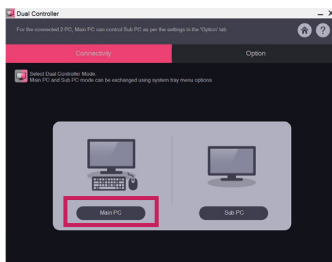 Dual Controller
For the connected 2 PC, Main PC can control Sub PC as per the settings in the 'Option' tab
Connectivity
Option
Select Dual Controller Mode.
Main PC and Sub PC mode can be exchanged using system tray menu options.
Main PC
Sub PC